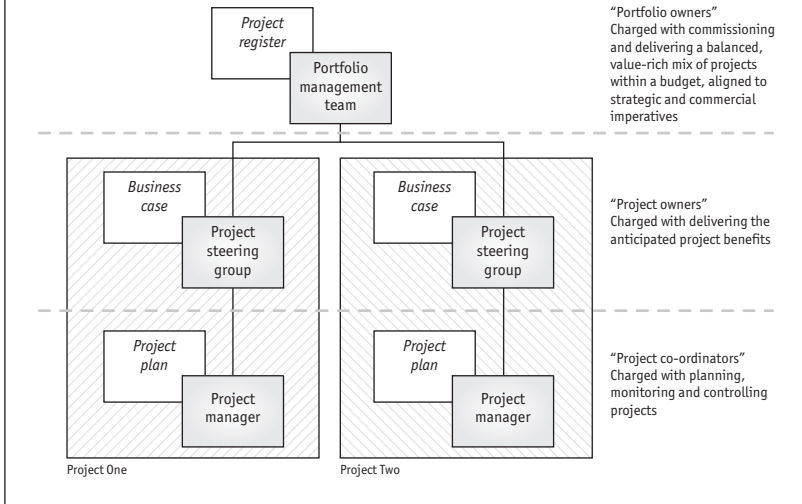 Project
register
Portfolio
management
team
“Portfolio owners”
Charged with commissioning
and delivering a balanced,
value-rich mix of projects
within a budget, aligned to
strategic and commercial
imperatives
Business
case
Project
steering
group
Business
case
Project
steering
group
“Project owners”
Charged with delivering the
anticipated project benefits
Project
plan
Project
manager
Project
plan
Project
manager
“Project co-ordinators”
Charged with planning,
monitoring and controlling
projects
Project One
Project Two